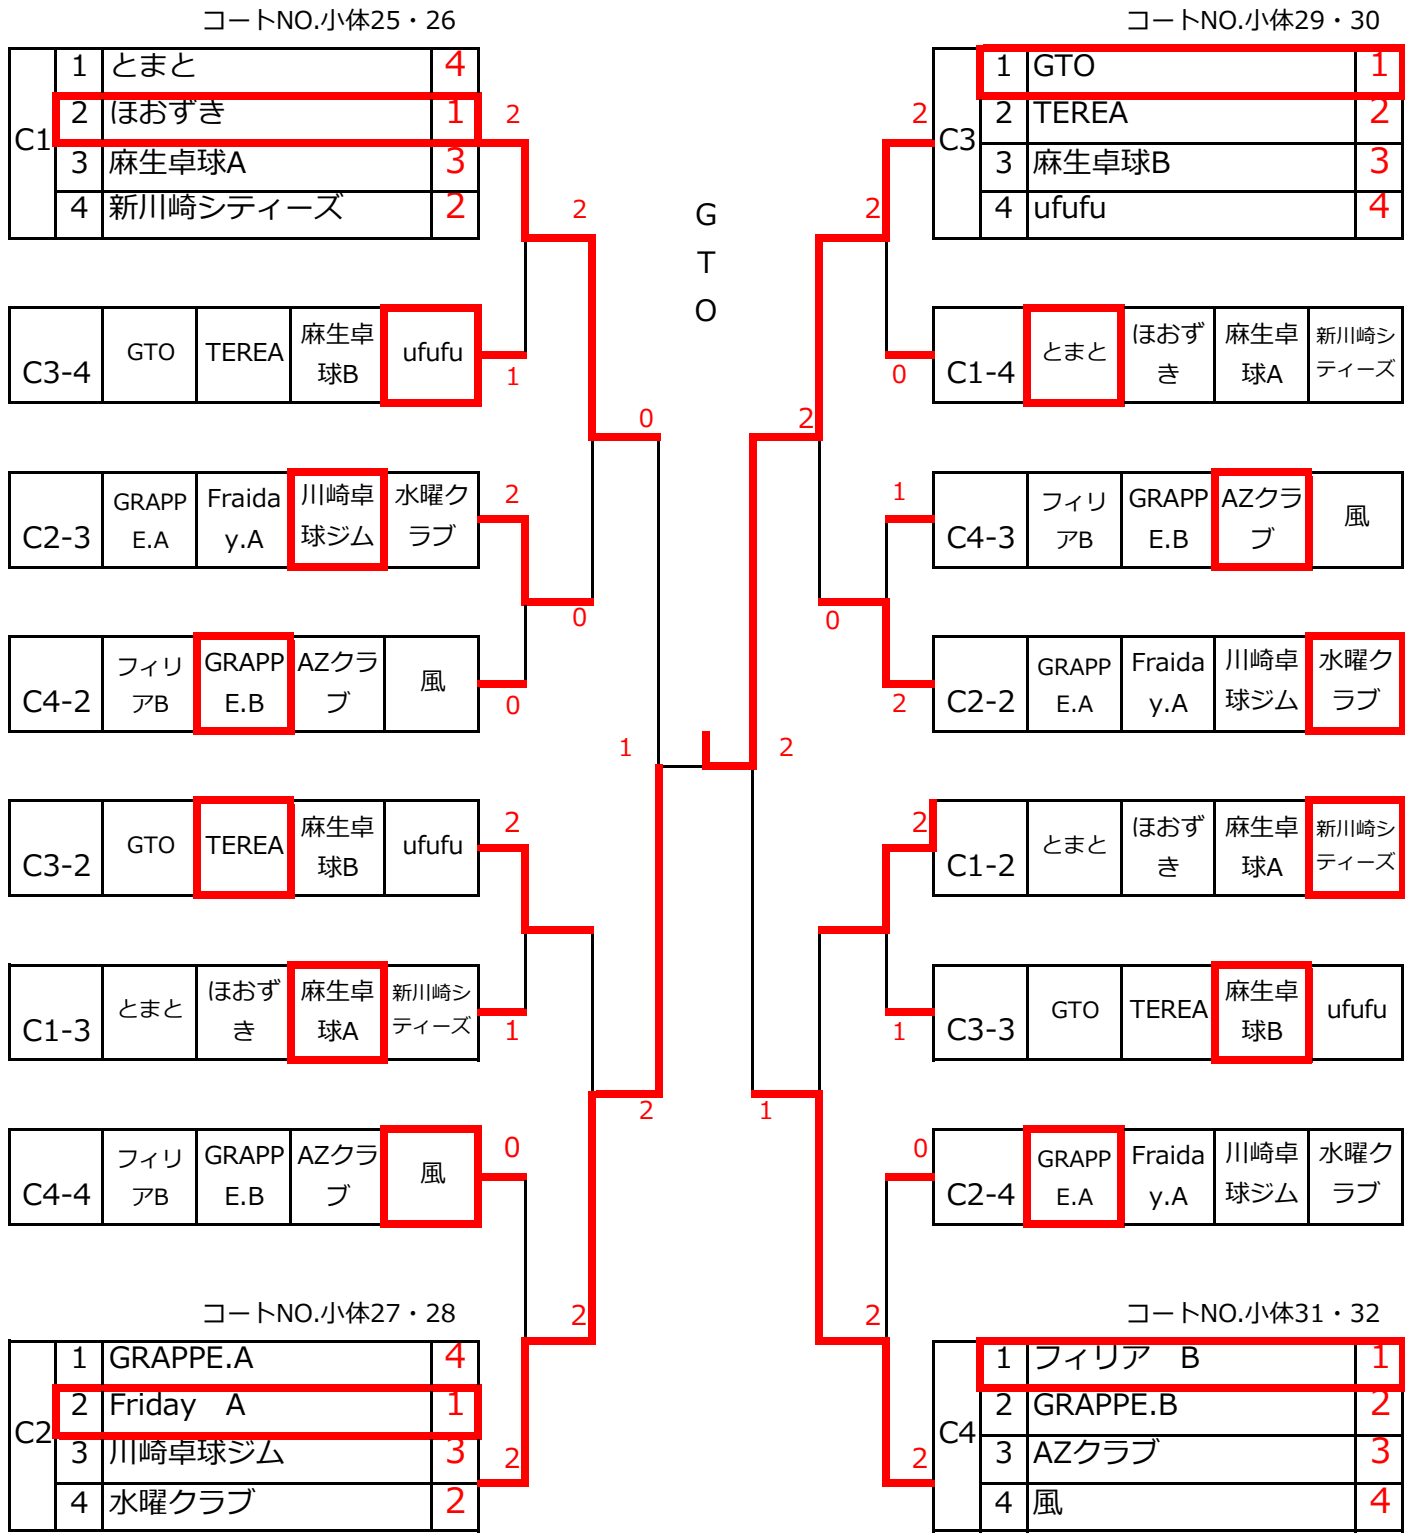 コートNO.小体25・26
C1
1 とまと 4
2 ほおずき 1
3 麻生卓球A 3
4 新川崎シティーズ 2
2
2
C3-4 GTO TEREA 麻生卓
球B ufufu
1
0
C2-3 GRAPP
E.A Fraida
y.A 川崎卓
球ジム 水曜ク
ラブ
2
0
C4-2 フィリ
アB GRAPP
E.B AZクラ
ブ 風
0
1
C3-2 GTO TEREA 麻生卓
球B ufufu
2
C1-3 とまと ほおず
き 麻生卓
球A 新川崎シ
ティーズ
1
2
C4-4 フィリ
アB GRAPP
E.B AZクラ
ブ 風
0
2
コートNO.小体27・28
C2
1 GRAPPE.A 4
2 Friday　A 1
3 川崎卓球ジム 3
4 水曜クラブ 2
2
G
T
O
コートNO.小体29・30
C3
1 GTO 1
2 TEREA 2
3 麻生卓球B 3
4 ufufu 4
2
2
C1-4 とまと ほおず
き 麻生卓
球A 新川崎シ
ティーズ
0
2
C4-3 フィリ
アB GRAPP
E.B AZクラ
ブ 風
1
0
C2-2 GRAPP
E.A Fraida
y.A 川崎卓
球ジム 水曜ク
ラブ
2
2
C1-2 とまと ほおず
き 麻生卓
球A 新川崎シ
ティーズ
2
C3-3 GTO TEREA 麻生卓
球B ufufu
1
1
C2-4 GRAPP
E.A Fraida
y.A 川崎卓
球ジム 水曜ク
ラブ
0
2
コートNO.小体31・32
C4
1 フィリア　B 1
2 GRAPPE.B 2
3 AZクラブ 3
4 風 4
2